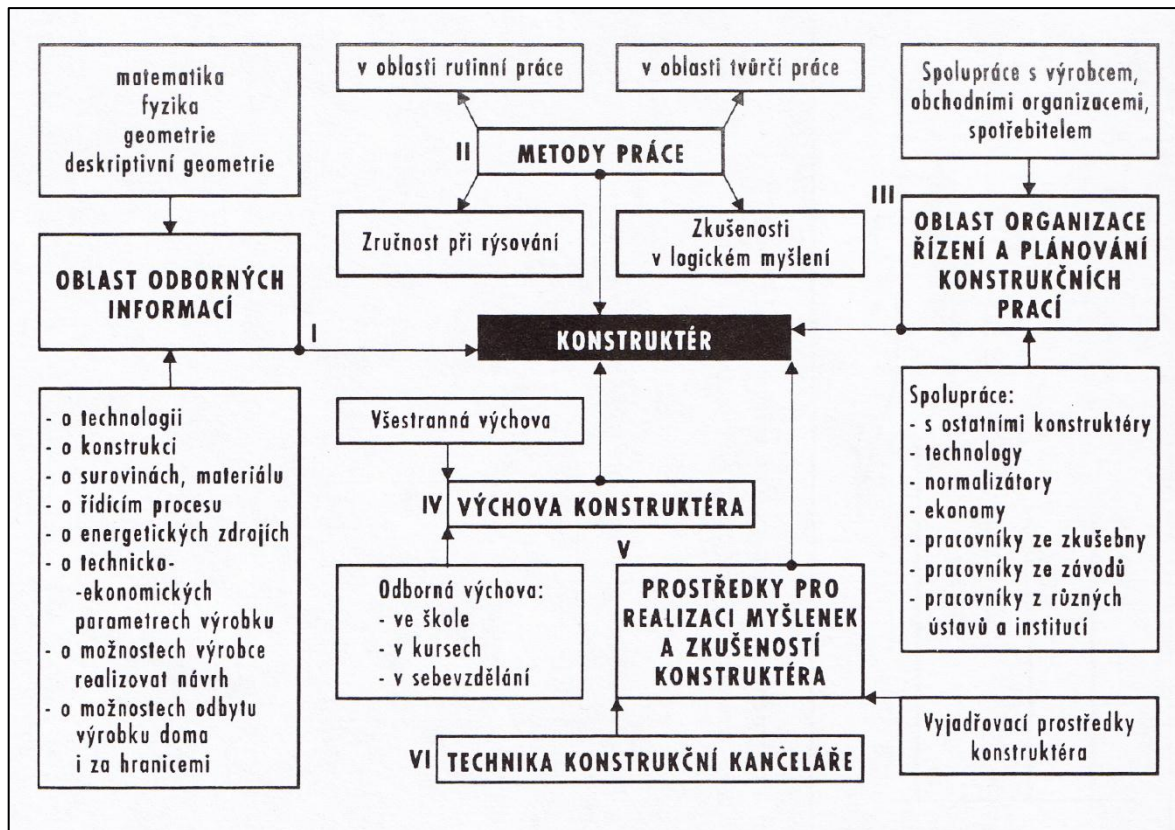 matematika
fyzika
geometrie
deskriptivní geometrie
OBLAST ODBORNÝCH
INFORMACÍ
I
- o technologii
- o konstrukci
- o surovinách, materiálu
- o řídicím procesu
- o energetických zdrojích
- o technicko-
-ekonomických
parametrech výrobku
- o možnostech výrobce
realizovat návrh
- o možnostech odbytu
výrobku doma
i za hranicemi
v oblasti rutinní práce
v oblasti tvůrčí práce
II
METODY PRÁCE
Zručnost při rýsování
Zkušenosti
v logickém myšlení
KONSTRUKTÉR
Všestranná výchova
IV
VÝCHOVA KONSTRUKTÉRA
Odborná výchova:
- ve škole
- v kursech
- v sebevzdělání
V
PROSTŘEDKY PRO
REALIZACI MYŠLENEK
A ZKUŠENOSTÍ
KONSTRUKTÉRA
VI
TECHNIKA KONSTRUKČNÍ KANCELÁŘE
Spolupráce s výrobcem,
obchodními organizacemi,
spotřebitelem
III
OBLAST ORGANIZACE
ŘÍZENÍ A PLÁNOVÁNÍ
KONSTRUKČNÍCH
PRACÍ
Spolupráce:
- s ostatními konstruktéry
- technology
- normalizátory
- ekonomy
- pracovníky ze zkušebny
- pracovníky ze závodů
- pracovníky z různých
ústavů a institucí
Vyjadřovací prostředky
konstruktéra